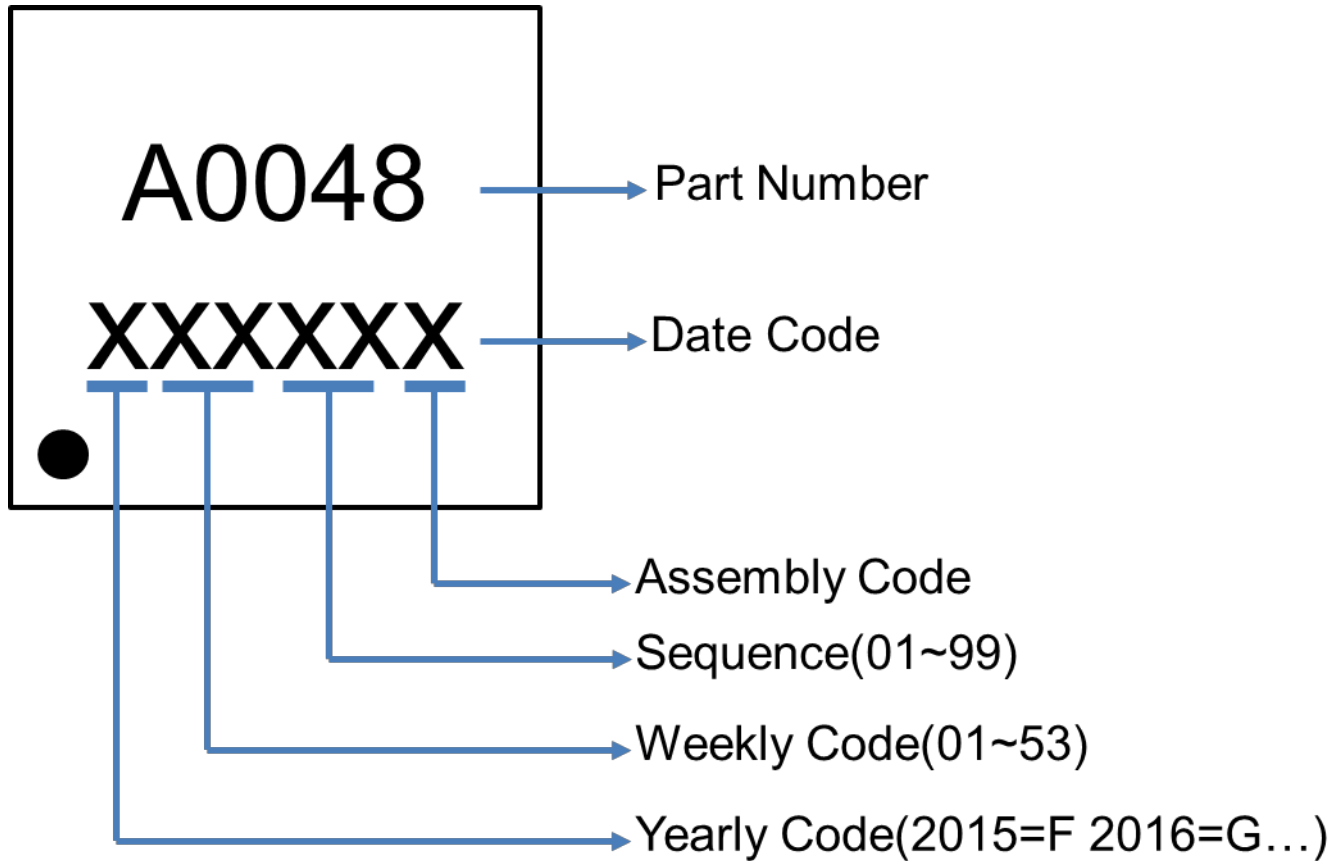 A0048
Part Number
XXXXXX
Date Code
Assembly Code
Sequence(01~99)
Weekly Code(01~53)
Yearly Code(2015=F 2016=G...)